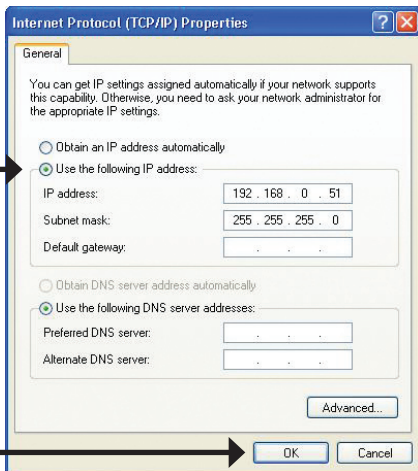 Internet Protocol (TCP/IP) Properties
General
You can get IP settings assigned automatically if your network supports
this capability. Otherwise, you need to ask your network administrator for
the appropriate IP settings.
Obtain an IP address automatically
Use the following IP address:
IP address: 192 . 168 . 0 . 51
Subnet mask: 255 . 255 . 255 . 0
Default gateway: . . .
Obtain DNS server address automatically
Use the following DNS server addresses:
Preferred DNS server: . . .
Alternate DNS server: . . .
Advanced...
OK Cancel